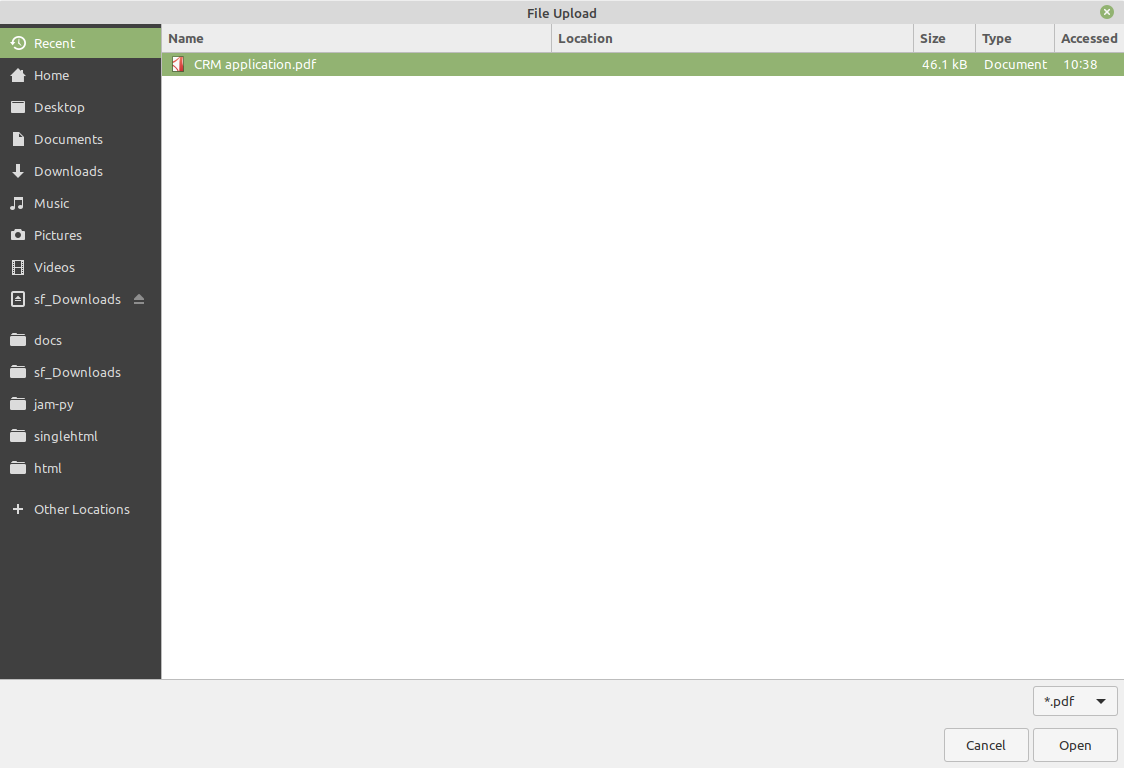 File Upload
Recent
Home
Desktop
Documents
Downloads
Music
Pictures
Videos
sf_Downloads
docs
sf_Downloads
jam-py
singlehtml
html
Other Locations
Name Location Size Type Accessed
CRM application.pdf 46.1 kB Document 10:38
*.pdf
Cancel Open